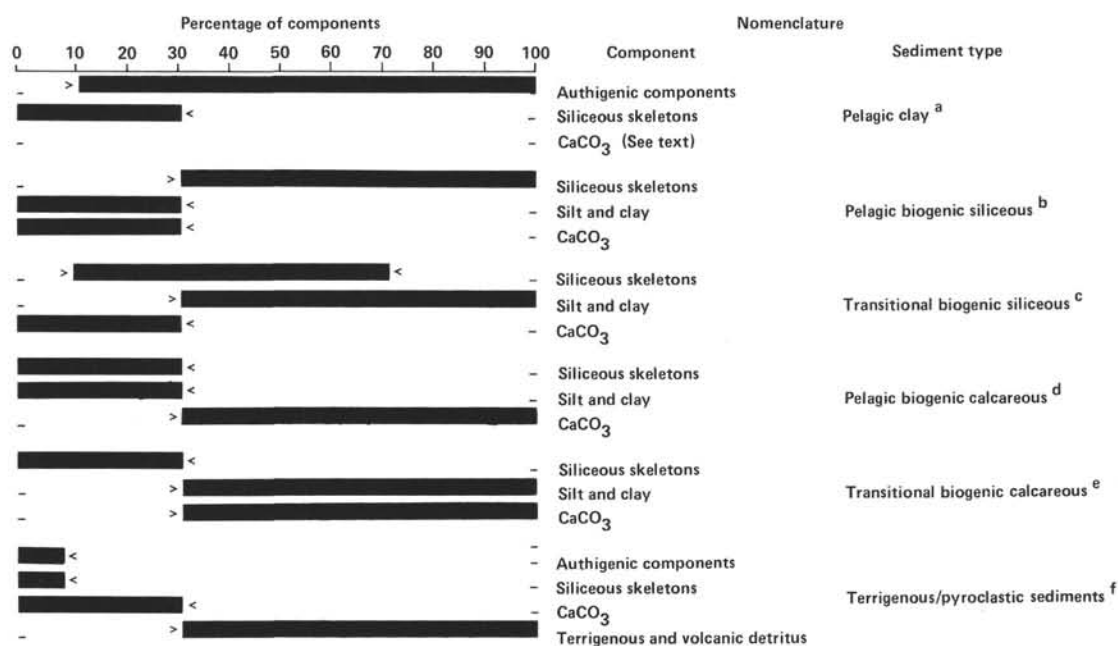 Percentage of components Nomenclature
0 10 20 30 40 50 60 70 80 90 100 Component Sediment type
> Authigenic components
< Siliceous skeletons
Pelagic clay a
CaCO3 (See text)
> Siliceous skeletons
< Silt and clay
Pelagic biogenic siliceous b
< CaCO3
> < Siliceous skeletons
> Silt and clay
Transitional biogenic siliceous c
< CaCO3
< Siliceous skeletons
< Silt and clay
Pelagic biogenic calcareous d
> CaCO3
< Siliceous skeletons
> Silt and clay
Transitional biogenic calcareous e
> CaCO3
< Authigenic components
< Siliceous skeletons
Terrigenous/pyroclastic sediments f
< CaCO3
> Terrigenous and volcanic detritus